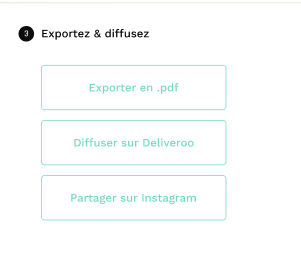 3 Exportez & diffusez
Exporter en .pdf
Diffuser sur Deliveroo
Partager sur Instagram